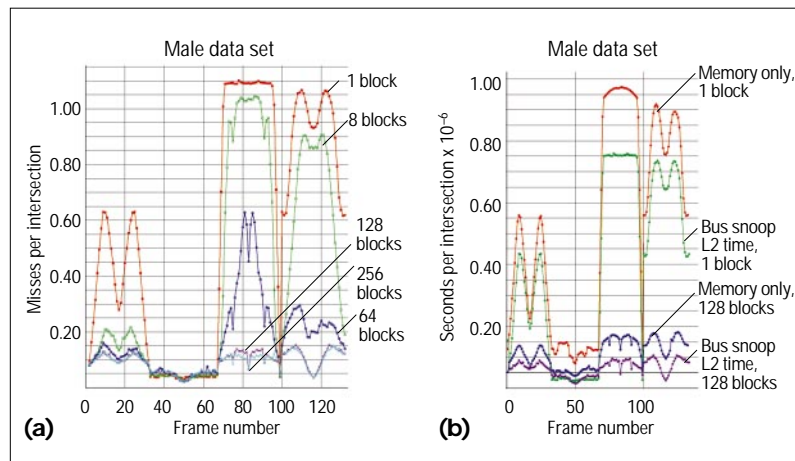 Male data set
1.00
0.80
0.60
0.40
0.20
Misses per intersection
0
20
40
60
80
100
120
Frame number
1 block
8 blocks
128
blocks
256
blocks
64
blocks
(a)
Male data set
1.00
0.80
0.60
0.40
0.20
Seconds per intersection x 10⁻⁶
0
50
100
Frame number
Memory only,
1 block
Bus snoop
L2 time,
1 block
Memory only,
128 blocks
Bus snoop
L2 time,
128 blocks
(b)